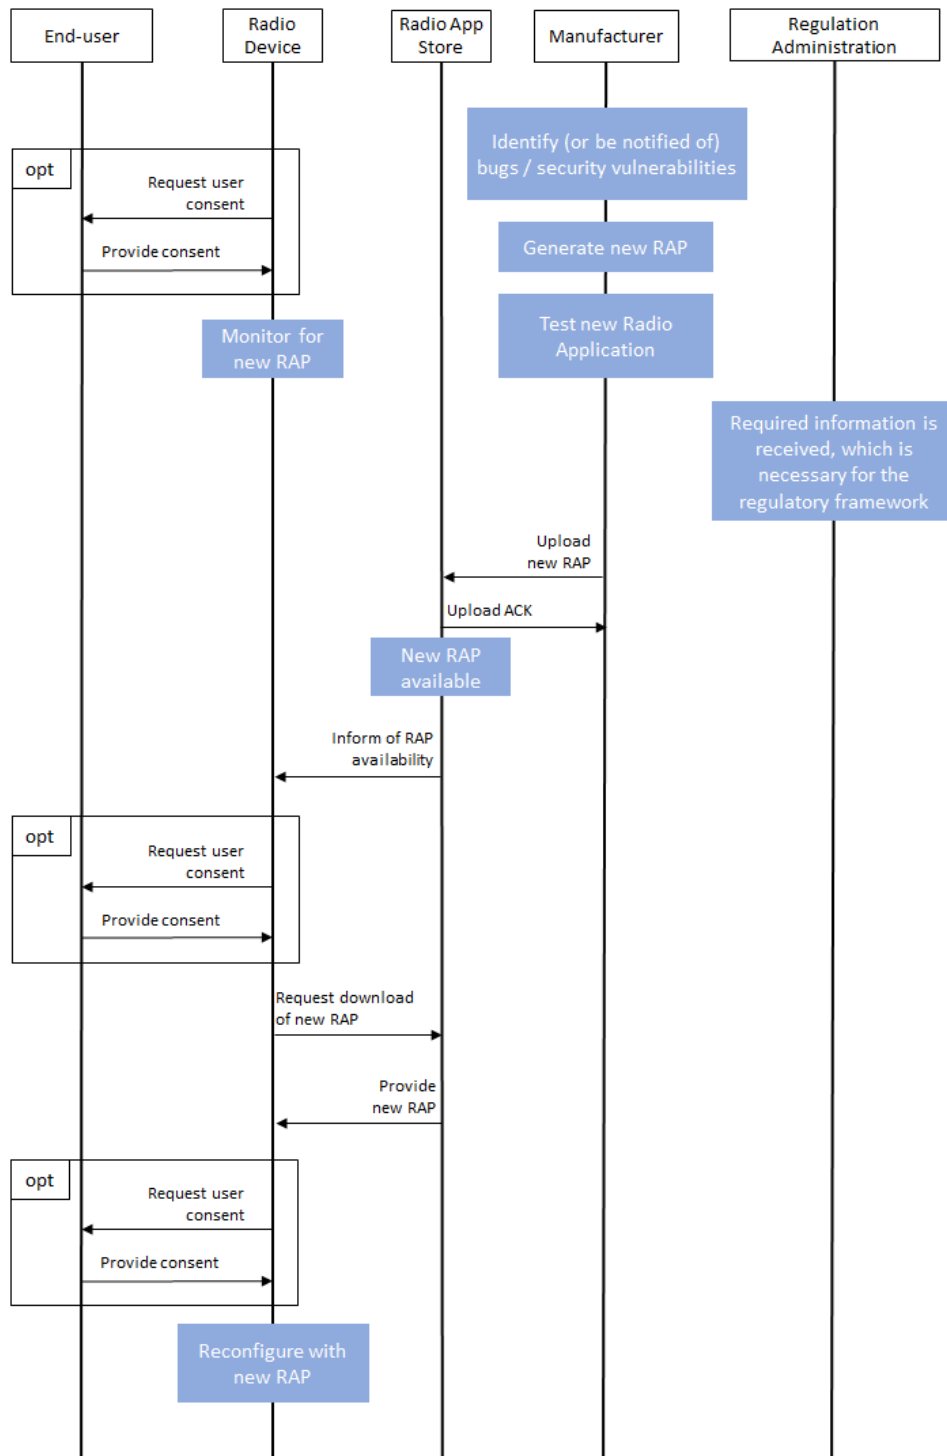 End-user
Radio
Device
Radio App
Store
Manufacturer
Regulation
Administration
Identify (or be notified of)
bugs / security vulnerabilities
opt
Request user
consent
Provide consent
Generate new RAP
Test new Radio
Application
Monitor for
new RAP
Required information is
received, which is
necessary for the
regulatory framework
Upload
new RAP
Upload ACK
New RAP
available
Inform of RAP
availability
opt
Request user
consent
Provide consent
Request download
of new RAP
Provide
new RAP
opt
Request user
consent
Provide consent
Reconfigure with
new RAP